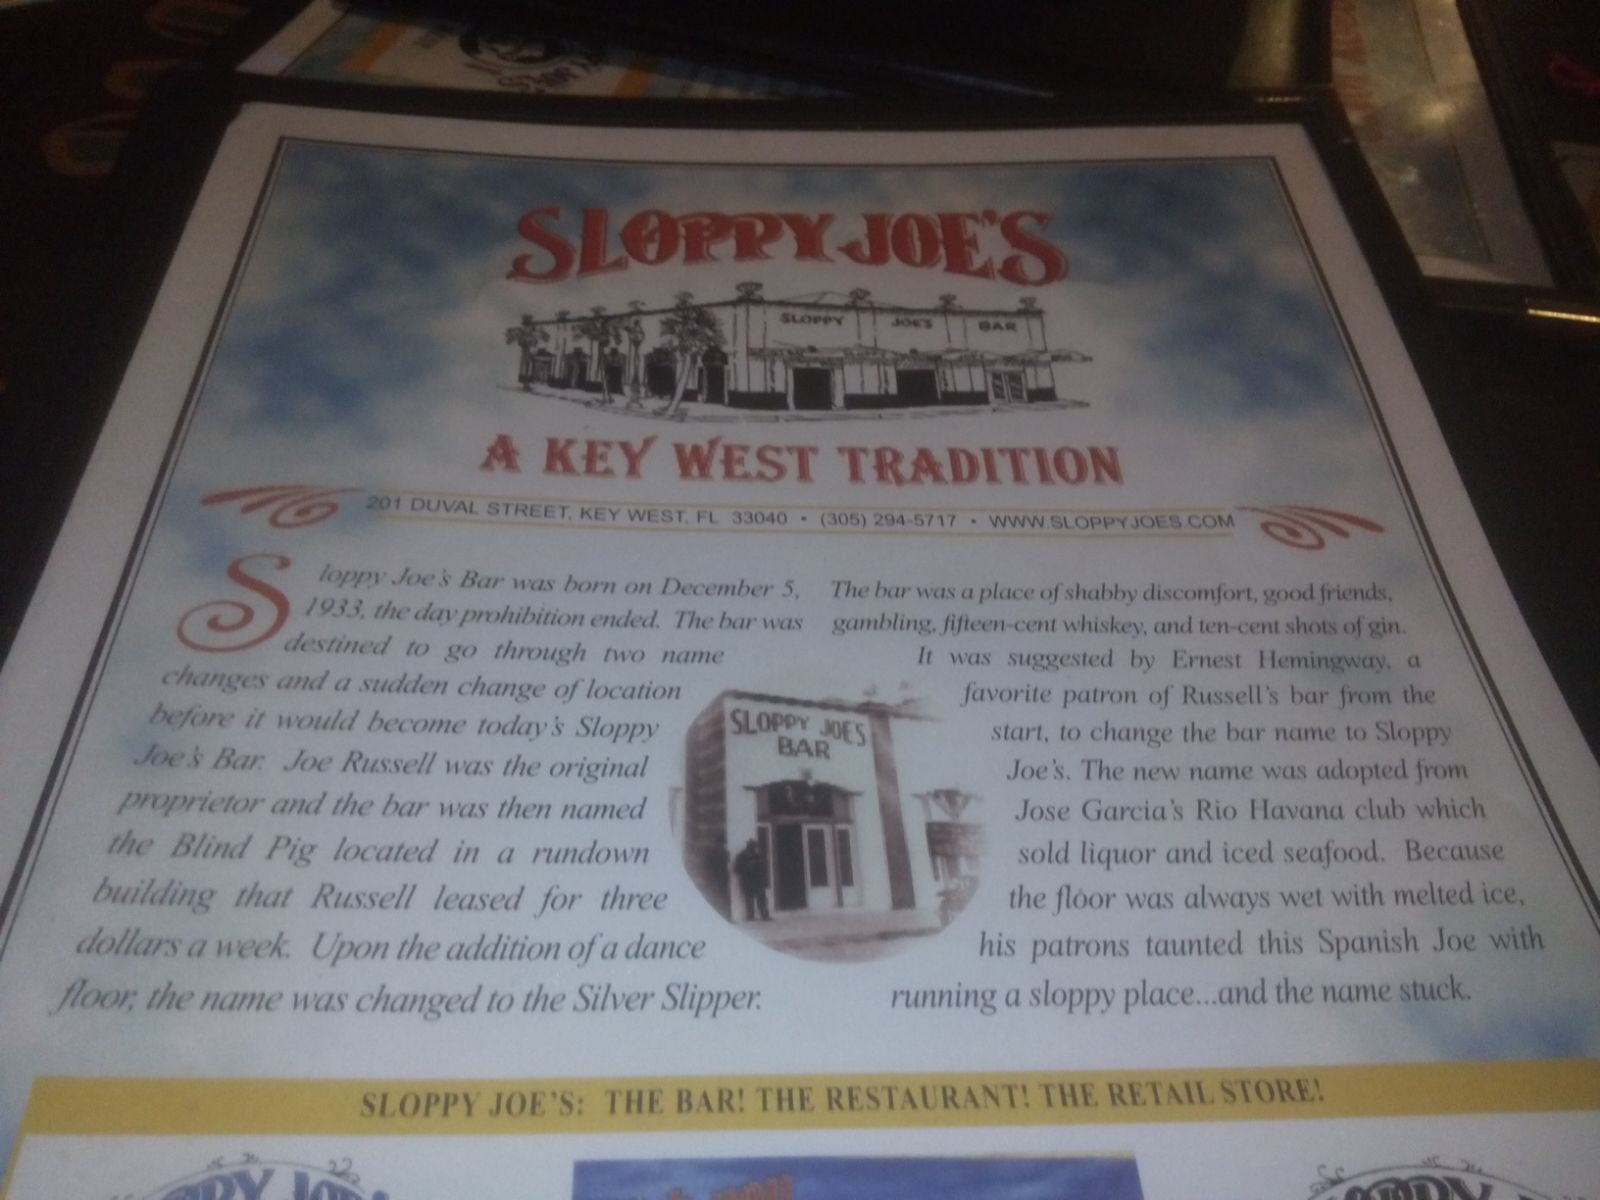 SLOPPY JOE'S
SLOPPY JOE'S BAR
A KEY WEST TRADITION
201 DUVAL STREET, KEY WEST, FL 33040 • (305) 294-5717 • WWW.SLOPPYJOES.COM
Sloppy Joe's Bar was born on December 5,
1933, the day prohibition ended. The bar was
destined to go through two name
changes and a sudden change of location
before it would become today's Sloppy
Joe's Bar. Joe Russell was the original
proprietor and the bar was then named
the Blind Pig located in a rundown
building that Russell leased for three
dollars a week. Upon the addition of a dance
floor, the name was changed to the Silver Slipper.
SLOPPY JOE'S
BAR
The bar was a place of shabby discomfort, good friends,
gambling, fifteen-cent whiskey, and ten-cent shots of gin.
It was suggested by Ernest Hemingway, a
favorite patron of Russell's bar from the
start, to change the bar name to Sloppy
Joe's. The new name was adopted from
Jose Garcia's Rio Havana club which
sold liquor and iced seafood. Because
the floor was always wet with melted ice,
his patrons taunted this Spanish Joe with
running a sloppy place...and the name stuck.
SLOPPY JOE'S: THE BAR! THE RESTAURANT! THE RETAIL STORE!